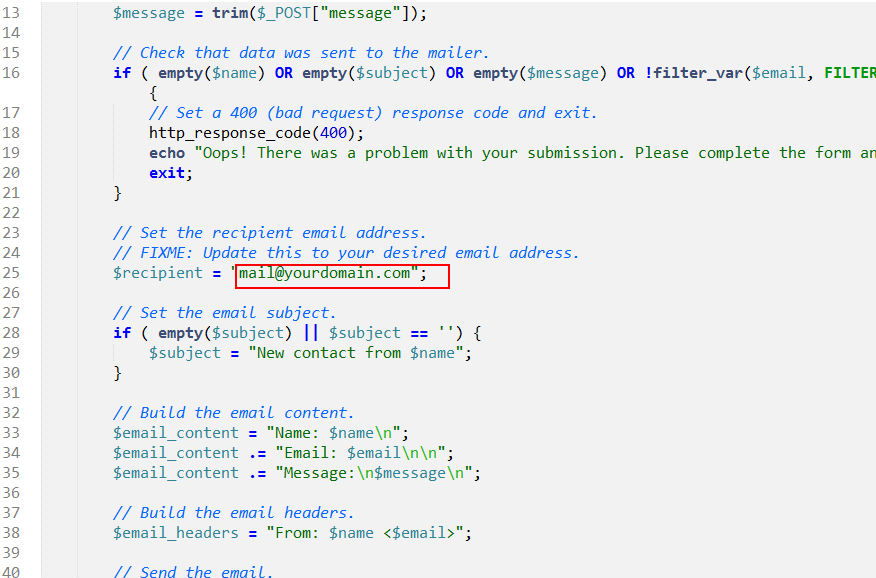 13 $message = trim($_POST["message"]);
14
15 // Check that data was sent to the mailer.
16 if ( empty($name) OR empty($subject) OR empty($message) OR !filter_var($email, FILTER
{
17 // Set a 400 (bad request) response code and exit.
18 http_response_code(400);
19 echo "Oops! There was a problem with your submission. Please complete the form an
20 exit;
21 }
22
23 // Set the recipient email address.
24 // FIXME: Update this to your desired email address.
25 $recipient = "mail@yourdomain.com";
26
27 // Set the email subject.
28 if ( empty($subject) || $subject == '') {
29 $subject = "New contact from $name";
30 }
31
32 // Build the email content.
33 $email_content = "Name: $name\n";
34 $email_content .= "Email: $email\n\n";
35 $email_content .= "Message:\n$message\n";
36
37 // Build the email headers.
38 $email_headers = "From: $name <$email>";
39
40 // Send the email.